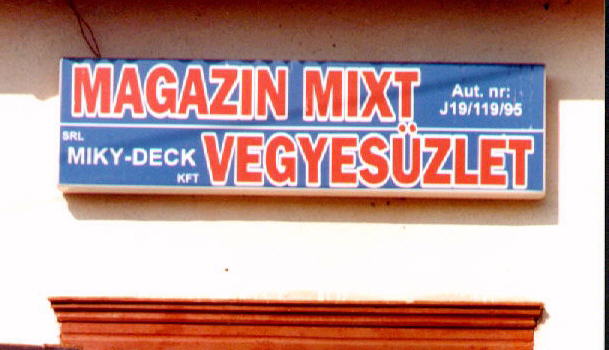 MAGAZIN MIXT
Aut. nr:
J19/119/95
SRL
MIKY-DECK
KFT
VEGYESÜZLET